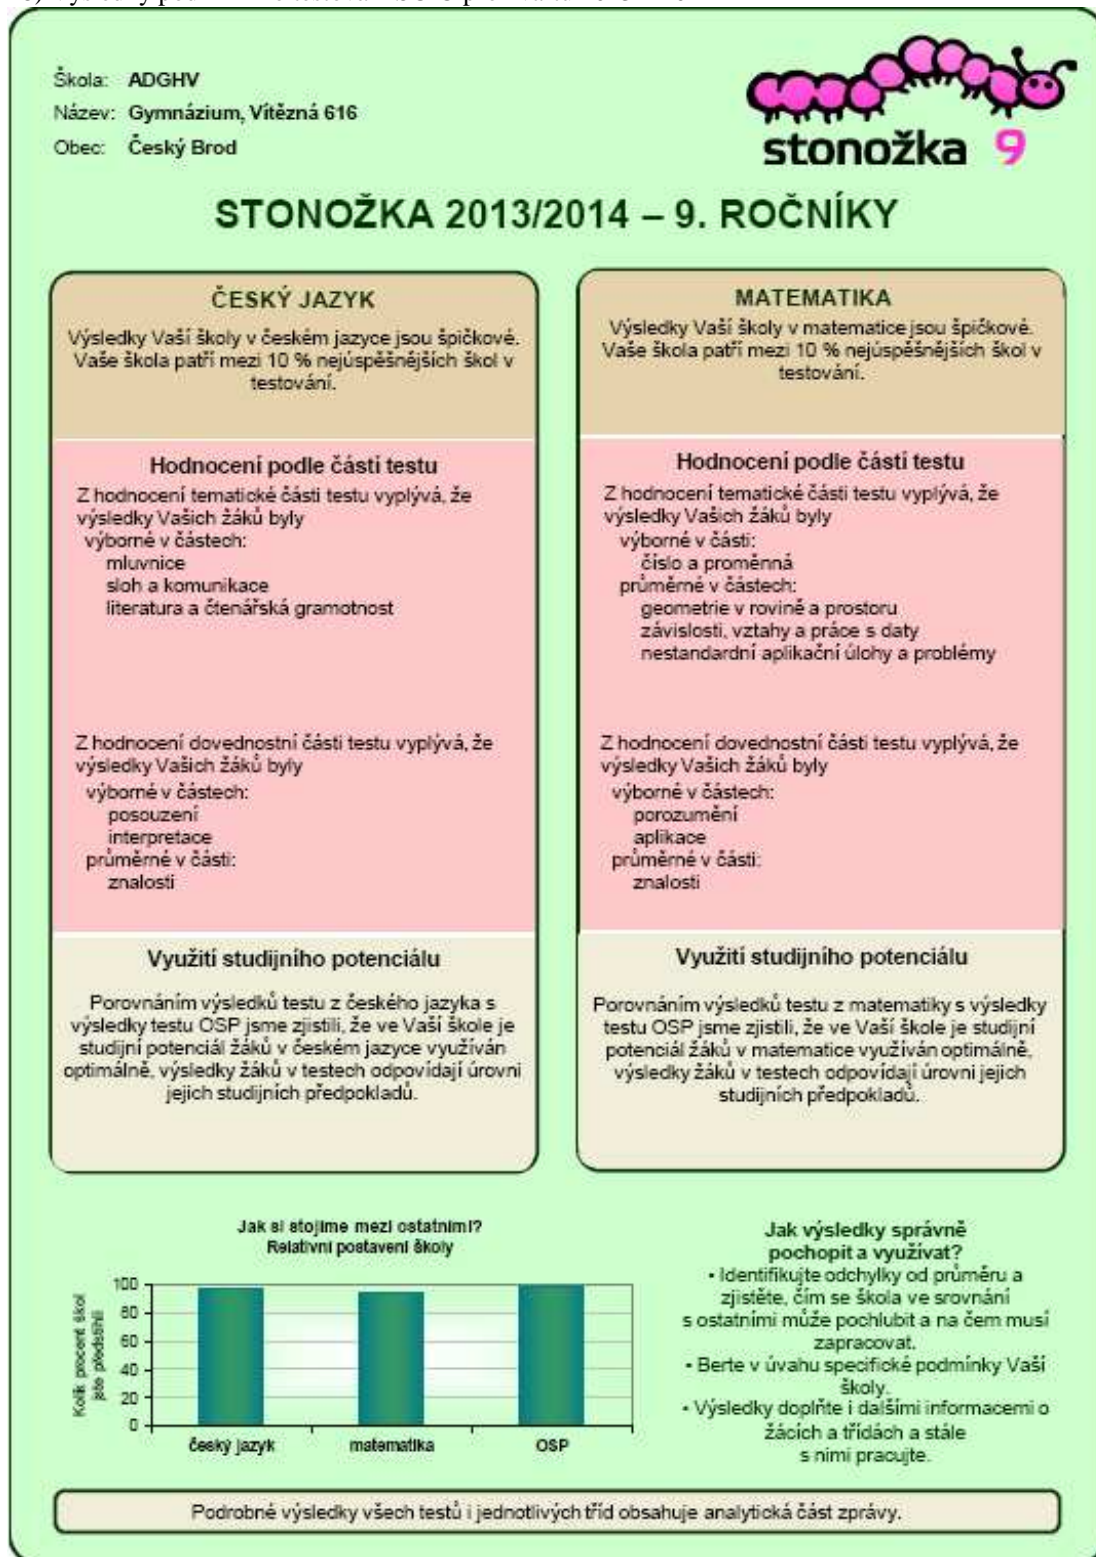 Škola: ADGHV
Název: Gymnázium, Vítězná 616
Obec: Český Brod
stonožka 9
STONOŽKA 2013/2014 – 9. ROČNÍKY
ČESKÝ JAZYK
Výsledky Vaší školy v českém jazyce jsou špičkové.
Vaše škola patří mezi 10 % nejúspěšnějších škol v
testování.
Hodnocení podle částí testu
Z hodnocení tematické části testu vyplývá, že
výsledky Vašich žáků byly
výborné v částech:
mluvnice
sloh a komunikace
literatura a čtenářská gramotnost
Z hodnocení dovednostní části testu vyplývá, že
výsledky Vašich žáků byly
výborné v částech:
posouzení
interpretace
průměrné v části:
znalosti
Využití studijního potenciálu
Porovnáním výsledků testu z českého jazyka s
výsledky testu OSP jsme zjistili, že ve Vaší škole je
studijní potenciál žáků v českém jazyce využíván
optimálně, výsledky žáků v testech odpovídají úrovni
jejich studijních předpokladů.
MATEMATIKA
Výsledky Vaší školy v matematice jsou špičkové.
Vaše škola patří mezi 10 % nejúspěšnějších škol v
testování.
Hodnocení podle částí testu
Z hodnocení tematické části testu vyplývá, že
výsledky Vašich žáků byly
výborné v části:
číslo a proměnná
průměrné v částech:
geometrie v rovině a prostoru
závislosti, vztahy a práce s daty
nestandardní aplikační úlohy a problémy
Z hodnocení dovednostní části testu vyplývá, že
výsledky Vašich žáků byly
výborné v částech:
porozumění
aplikace
průměrné v části:
znalosti
Využití studijního potenciálu
Porovnáním výsledků testu z matematiky s výsledky
testu OSP jsme zjistili, že ve Vaší škole je studijní
potenciál žáků v matematice využíván optimálně,
výsledky žáků v testech odpovídají úrovni jejich
studijních předpokladů.
Jak si stojíme mezi ostatními?
Relativní postavení školy
Kolik procent škol
jste předstihli
100
80
60
40
20
0
český jazyk
matematika
OSP
Jak výsledky správně
pochopit a využívat?
• Identifikujte odchylky od průměru a
zjistěte, čím se škola ve srovnání
s ostatními může pochlubit a na čem musí
zapracovat.
• Berte v úvahu specifické podmínky Vaší
školy.
• Výsledky doplňte i dalšími informacemi o
žácích a třídách a stále
s nimi pracujte.
Podrobné výsledky všech testů i jednotlivých tříd obsahuje analytická část zprávy.